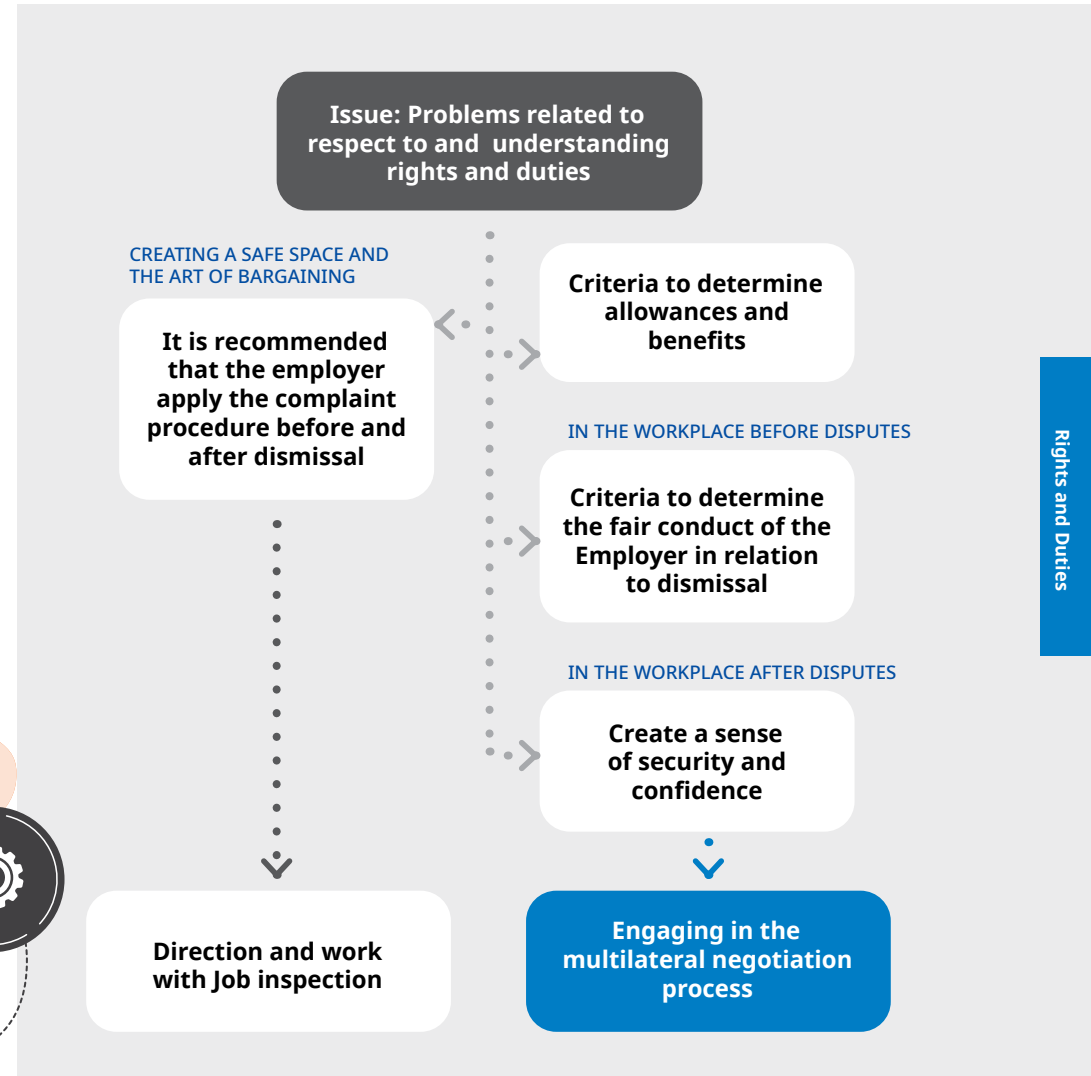 Issue: Problems related to
respect to and  understanding
rights and duties
CREATING A SAFE SPACE AND
THE ART OF BARGAINING
It is recommended
that the employer
apply the complaint
procedure before and
after dismissal
Criteria to determine
allowances and
benefits
IN THE WORKPLACE BEFORE DISPUTES
Criteria to determine
the fair conduct of the
Employer in relation
to dismissal
IN THE WORKPLACE AFTER DISPUTES
Create a sense
of security and
confidence
Direction and work
with Job inspection
Engaging in the
multilateral negotiation
process
Rights and Duties